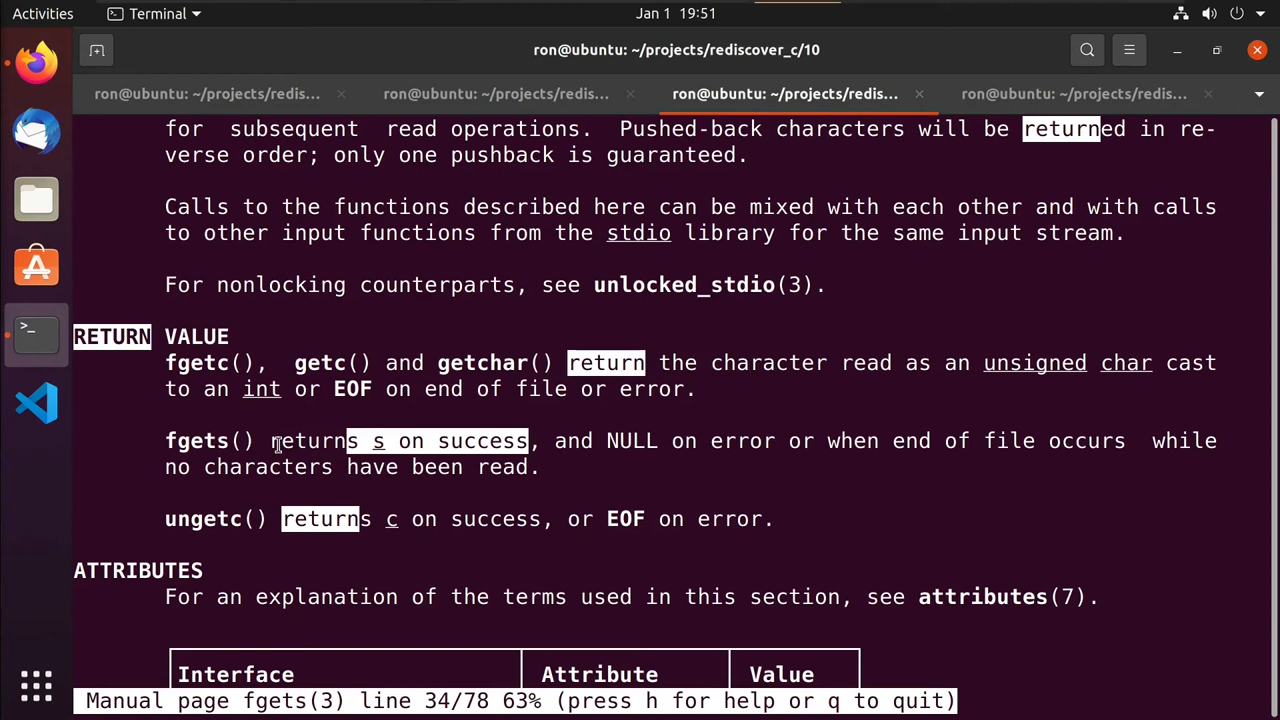 Activities
Terminal
Jan 1 19:51
ron@ubuntu: ~/projects/rediscover_c/10
ron@ubuntu: ~/projects/redis...
ron@ubuntu: ~/projects/redis...
ron@ubuntu: ~/projects/redis...
ron@ubuntu: ~/projects/redis...
for subsequent read operations. Pushed-back characters will be returned in re-
verse order; only one pushback is guaranteed.
Calls to the functions described here can be mixed with each other and with calls
to other input functions from the stdio library for the same input stream.
For nonlocking counterparts, see unlocked_stdio(3).
RETURN VALUE
fgetc(), getc() and getchar() return the character read as an unsigned char cast
to an int or EOF on end of file or error.
fgets() returns s on success, and NULL on error or when end of file occurs while
no characters have been read.
ungetc() returns c on success, or EOF on error.
ATTRIBUTES
For an explanation of the terms used in this section, see attributes(7).
Interface Attribute Value
Manual page fgets(3) line 34/78 63% (press h for help or q to quit)